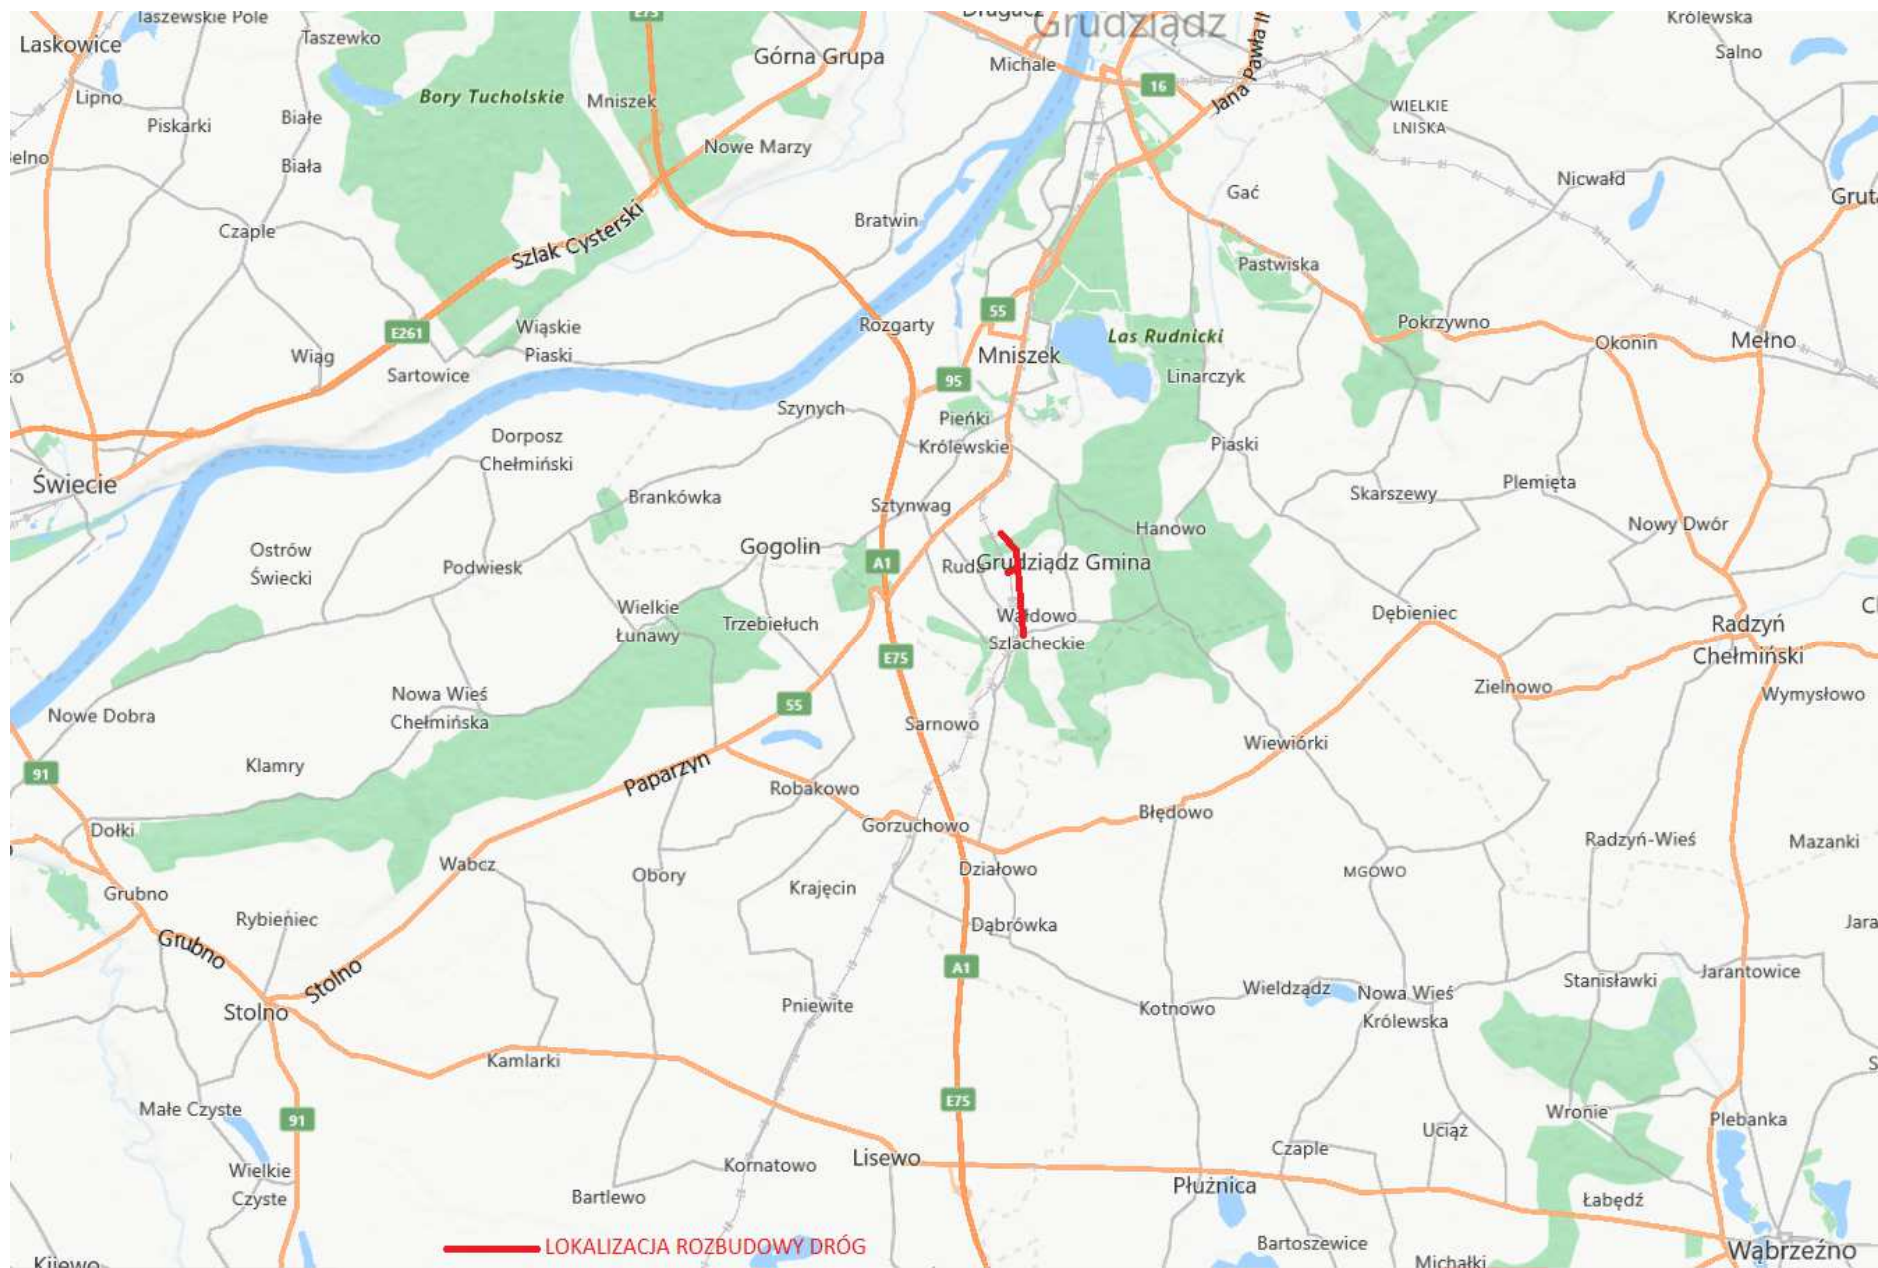 Taszewskie Pole
E75
Drugacz
Grudziądz
Królewska
Laskowice
Taszewko
Górna Grupa
Michale
Jana Pawła II
Salno
Lipno
Bory Tucholskie
Mniszek
16
Piskarki
Białe
WIELKIE
LNISKA
Nowe Marzy
Biała
Nicwałd
Gać
Bratwin
Czaple
Szlak Cysterski
Pastwiska
55
Rozgarty
Pokrzywno
E261
Wiąskie
Piaski
Las Rudnicki
Okonin
Mełno
Wiąg
Mniszek
Sartowice
95
Linarczyk
Szynych
Pieńki
Królewskie
Dorposz
Chełmiński
Piaski
Świecie
Brankówka
Skarszewy
Plemięta
Sztynwag
Hanowo
Nowy Dwór
Ostrów
Świecki
Gogolin
A1
Grudziądz Gmina
Podwiesk
Wielkie
Łunawy
Trzebiełuch
Wałdowo
Szlacheckie
Dębieniec
Radzyń
Chełmiński
E75
Nowa Wieś
Chełmińska
Zielnowo
Wymysłowo
Nowe Dobra
55
Sarnowo
Wiewiórki
Klamry
91
Paparzyn
Robakowo
Gorzuchowo
Błędowo
Dołki
Radzyń-Wieś
Mazanki
Wabcz
Obory
Działowo
MGOWO
Krajęcin
Grubno
Rybieniec
Dąbrówka
Grubno
Stolno
A1
Stanisławki
Jarantowice
Wieldządz
Nowa Wieś
Królewska
Stolno
Pniewite
Kotnowo
Kamlarki
Małe Czyste
91
E75
Wronie
Plebanka
Uciąż
Czaple
Lisewo
Kornatowo
Wielkie
Czyste
Bartlewo
Płużnica
Łabędź
LOKALIZACJA ROZBUDOWY DRÓG
Bartoszewice
Wąbrzeźno
Michałki
Kijewo